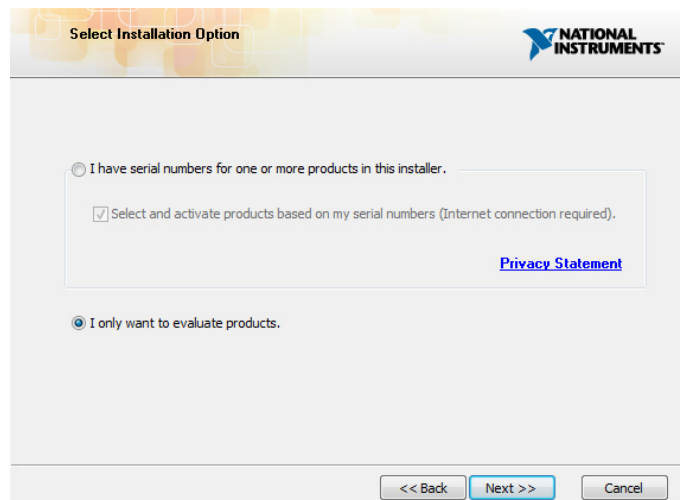 Select Installation Option
NATIONAL
INSTRUMENTS
I have serial numbers for one or more products in this installer.
Select and activate products based on my serial numbers (Internet connection required).
Privacy Statement
I only want to evaluate products.
<< Back
Next >>
Cancel